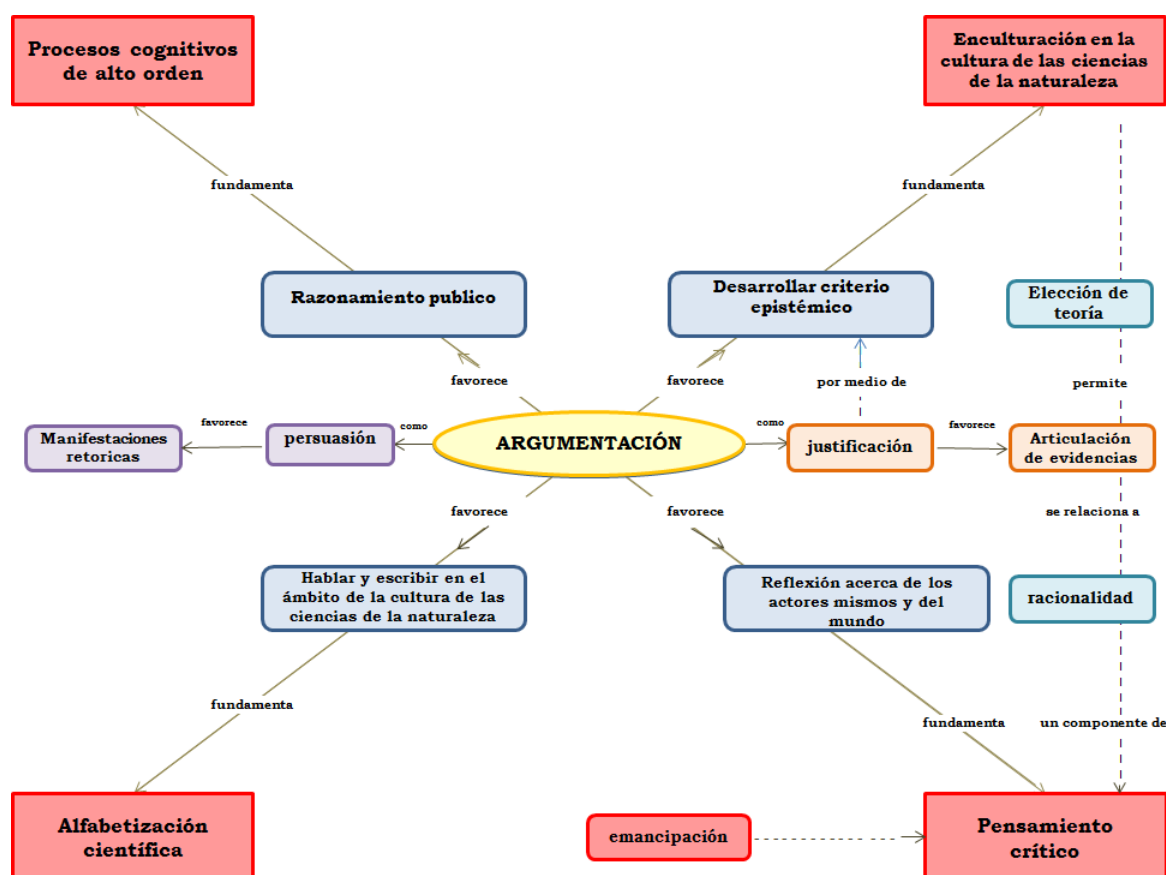 Procesos cognitivos
de alto orden
Enculturación en la
cultura de las ciencias
de la naturaleza
fundamenta
fundamenta
Razonamiento publico
Desarrollar criterio
epistémico
Elección de
teoría
favorece
favorece
por medio de
permite
Manifestaciones
retoricas
favorece
persuasión
como
ARGUMENTACIÓN
como
justificación
favorece
Articulación
de evidencias
favorece
favorece
se relaciona a
Hablar y escribir en el
ámbito de la cultura de las
ciencias de la naturaleza
Reflexión acerca de los
actores mismos y del
mundo
racionalidad
fundamenta
fundamenta
un componente de
Alfabetización
científica
emancipación
Pensamiento
crítico